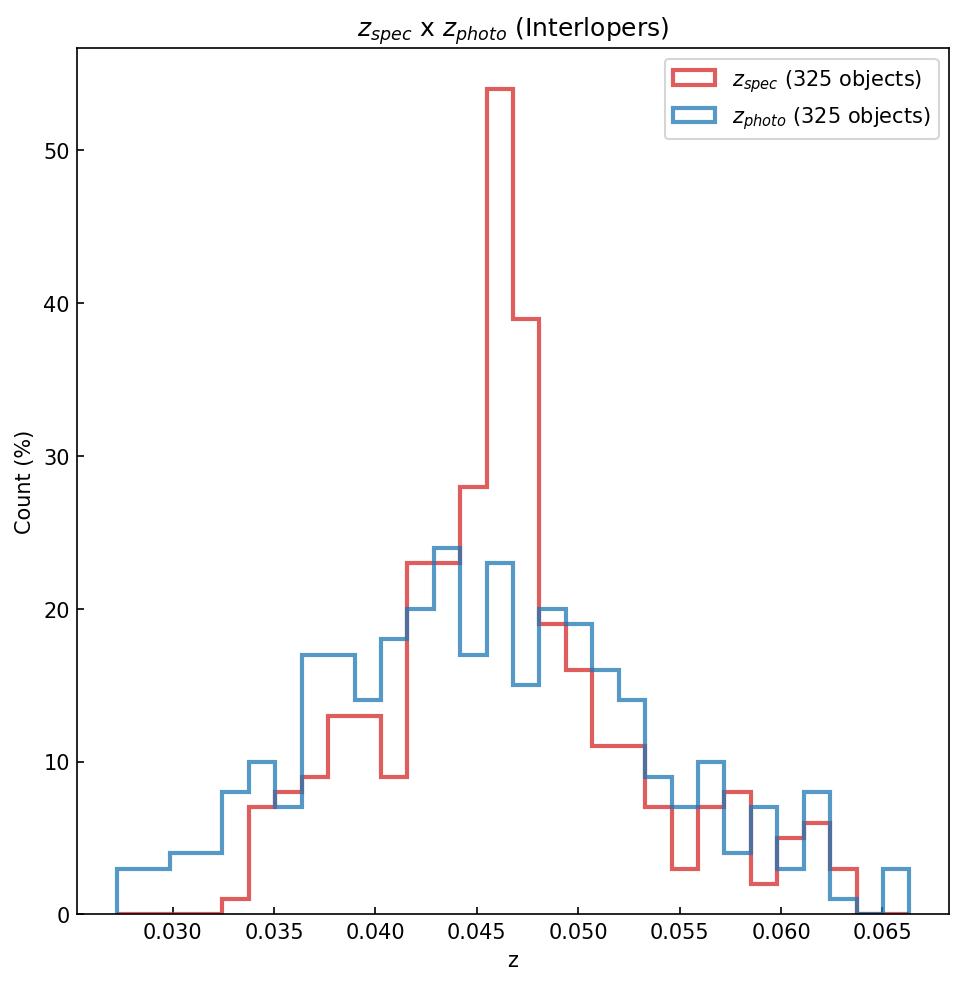 z_spec x z_photo (Interlopers)
z_spec (325 objects)
z_photo (325 objects)
Count (%)
50
40
30
20
10
0
0.030 0.035 0.040 0.045 0.050 0.055 0.060 0.065
z